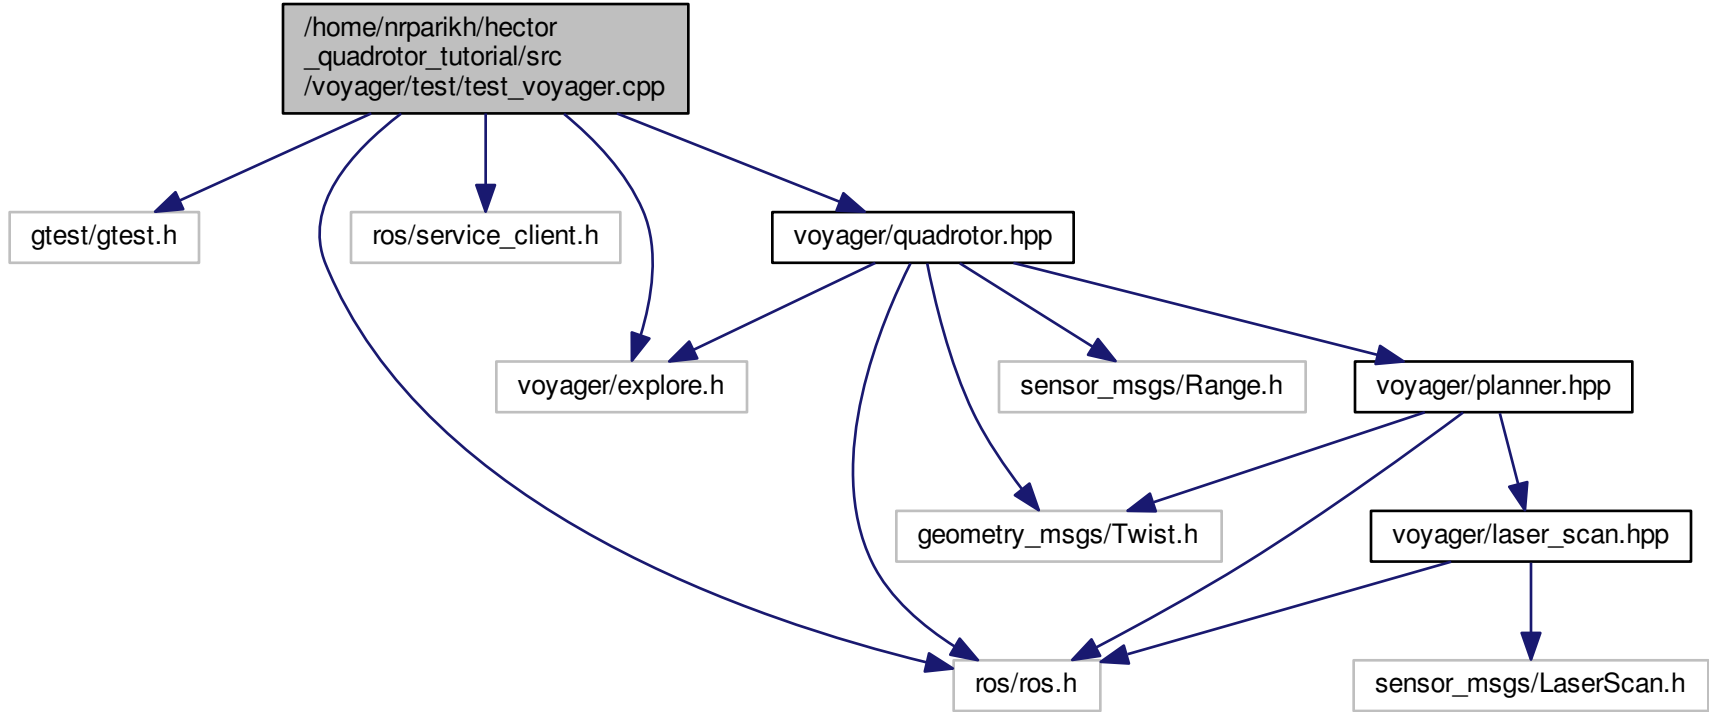 /home/nrparikh/hector
_quadrotor_tutorial/src
/voyager/test/test_voyager.cpp
gtest/gtest.h
ros/service_client.h
voyager/quadrotor.hpp
voyager/explore.h
sensor_msgs/Range.h
voyager/planner.hpp
geometry_msgs/Twist.h
voyager/laser_scan.hpp
ros/ros.h
sensor_msgs/LaserScan.h